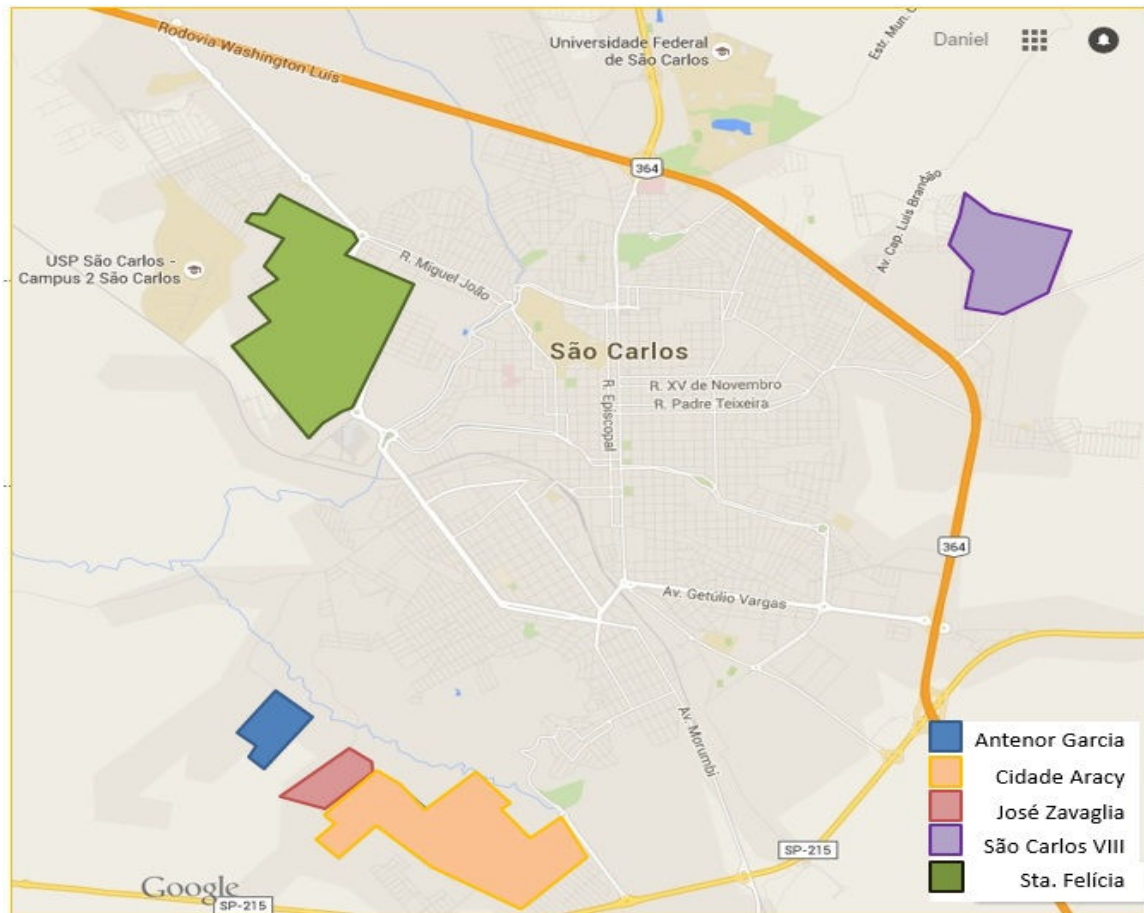 Rodovia Washington Luís
Universidade Federal
de São Carlos
Estr. Mun. C
Daniel
364
Av. Cap. Luís Brandão
USP São Carlos -
Campus 2 São Carlos
R. Miguel João
São Carlos
R. XV de Novembro
R. Padre Teixeira
R. Episcopal
364
Av. Getúlio Vargas
Av. Morumbi
Antenor Garcia
Cidade Aracy
José Zavaglia
São Carlos VIII
Sta. Felícia
SP-215
Google
SP-215